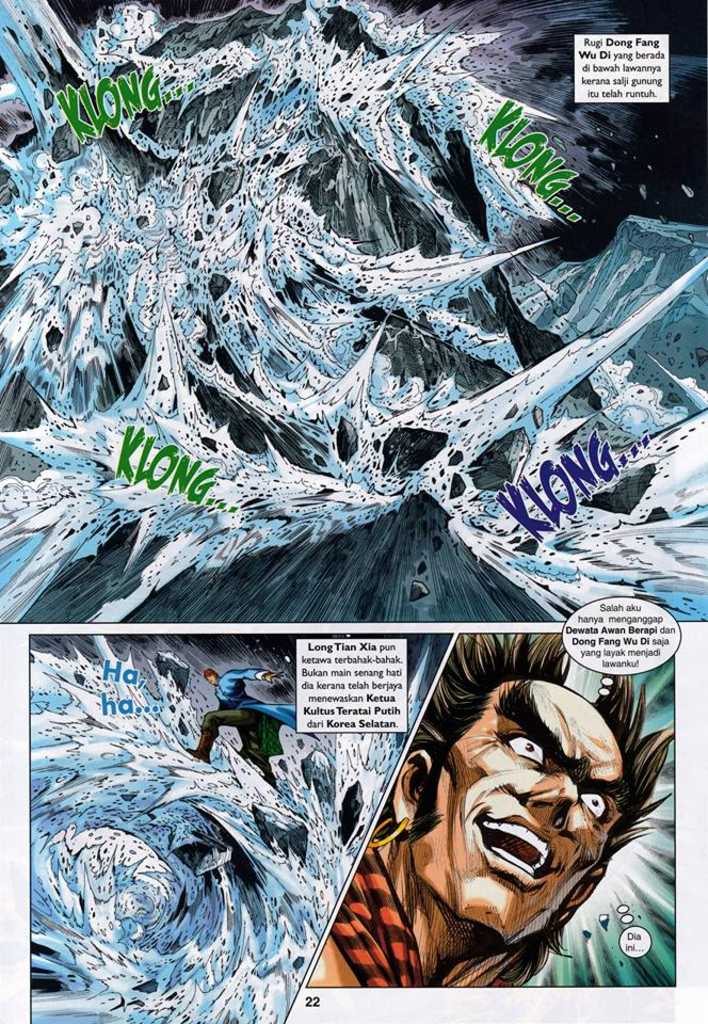 Rugi Dong Fang
Wu Di yang berada
di bawah lawannya
kerana salji gunung
itu telah runtuh.
KLONG...
KLONG...
KLONG...
KLONG...
Long Tian Xia pun
ketawa terbahak-bahak.
Bukan main senang hati
dia kerana telah berjaya
menewaskan Ketua
Kultus Teratai Putih
dari Korea Selatan.
Ha,
ha...
Salah aku
hanya menganggap
Dewata Awan Berapi dan
Dong Fang Wu Di saja
yang layak menjadi
lawanku!
Dia
ini...
22